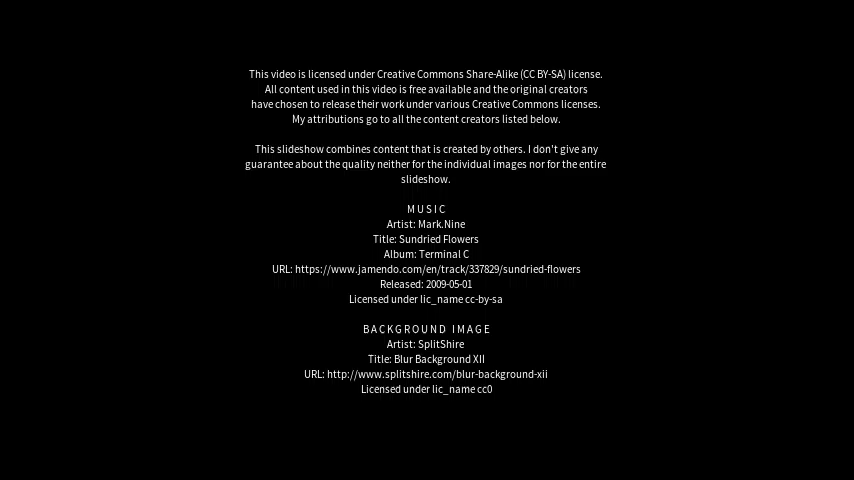 This video is licensed under Creative Commons Share-Alike (CC BY-SA) license.
All content used in this video is free available and the original creators
have chosen to release their work under various Creative Commons licenses.
My attributions go to all the content creators listed below.
This slideshow combines content that is created by others. I don't give any
guarantee about the quality neither for the individual images nor for the entire
slideshow.
MUSIC
Artist: Mark.Nine
Title: Sundried Flowers
Album: Terminal C
URL: https://www.jamendo.com/en/track/337829/sundried-flowers
Released: 2009-05-01
Licensed under lic_name cc-by-sa
BACKGROUND IMAGE
Artist: SplitShire
Title: Blur Background XII
URL: http://www.splitshire.com/blur-background-xii
Licensed under lic_name cc0